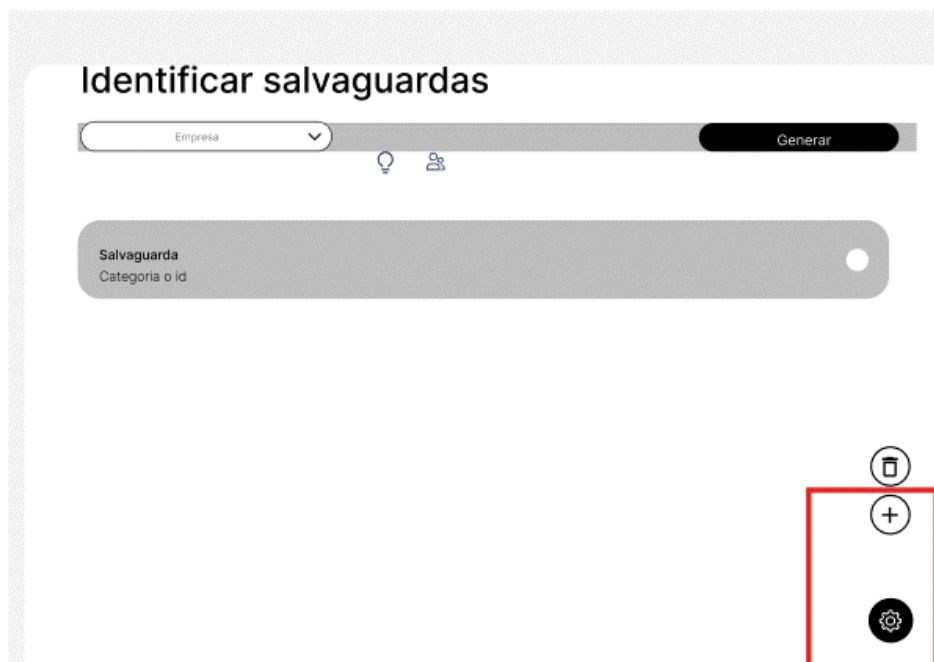 Identificar salvaguardas
Empresa
Generar
Salvaguarda
Categoria o id